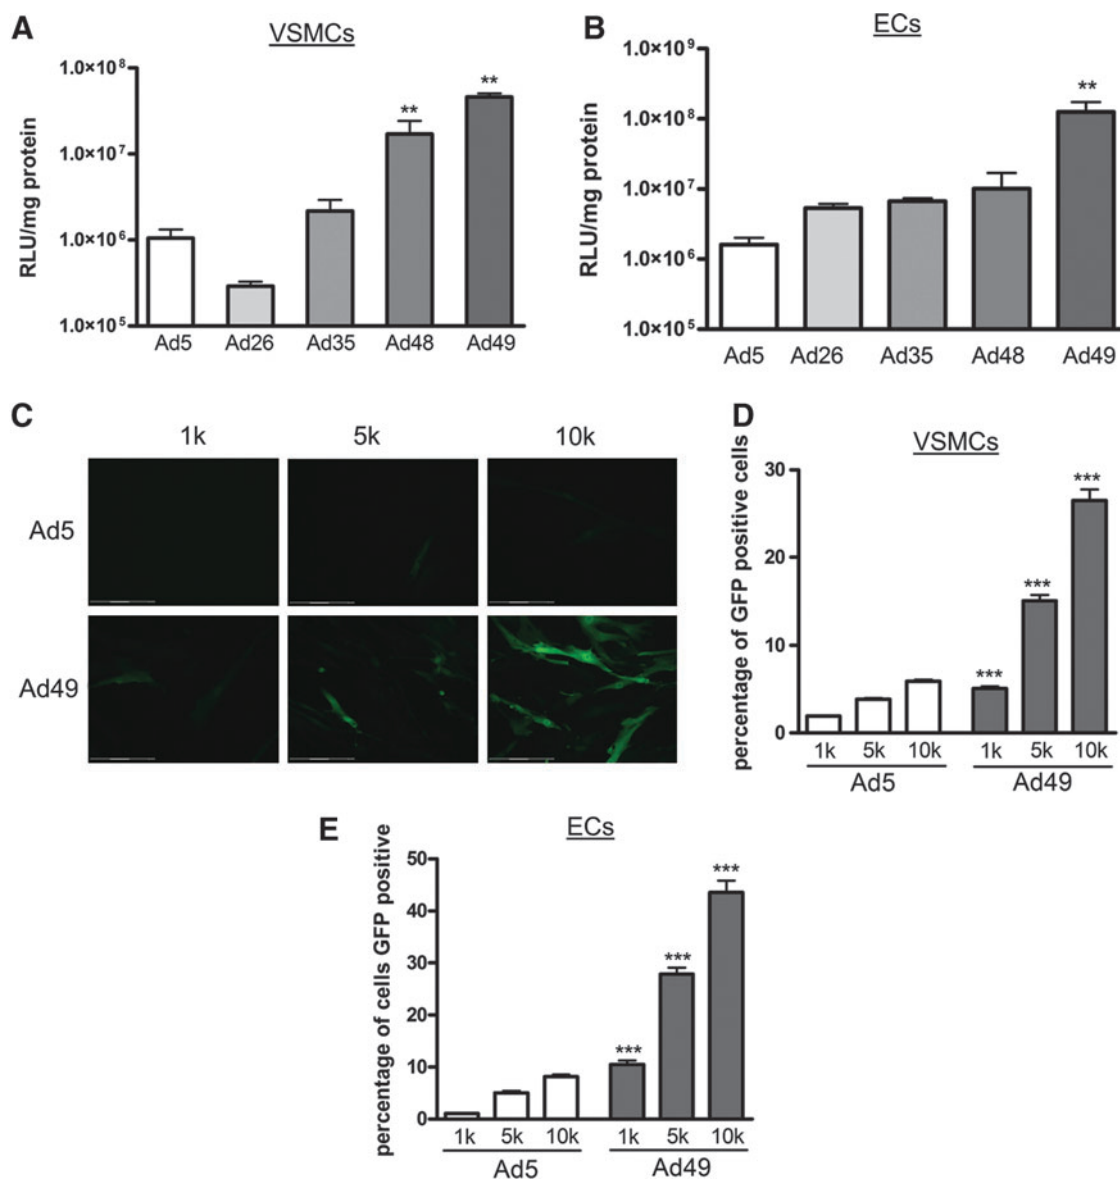 A
VSMCs
RLU/mg protein
1.0×10⁸
**
**
1.0×10⁷
1.0×10⁶
1.0×10⁵
Ad5 Ad26 Ad35 Ad48 Ad49
B
ECs
RLU/mg protein
1.0×10⁹
**
1.0×10⁸
1.0×10⁷
1.0×10⁶
1.0×10⁵
Ad5 Ad26 Ad35 Ad48 Ad49
C
1k 5k 10k
Ad5
Ad49
D
VSMCs
percentage of GFP positive cells
30
20
10
0
***
***
***
1k 5k 10k 1k 5k 10k
Ad5 Ad49
E
ECs
percentage of cells GFP positive
50
40
30
20
10
0
***
***
***
1k 5k 10k 1k 5k 10k
Ad5 Ad49